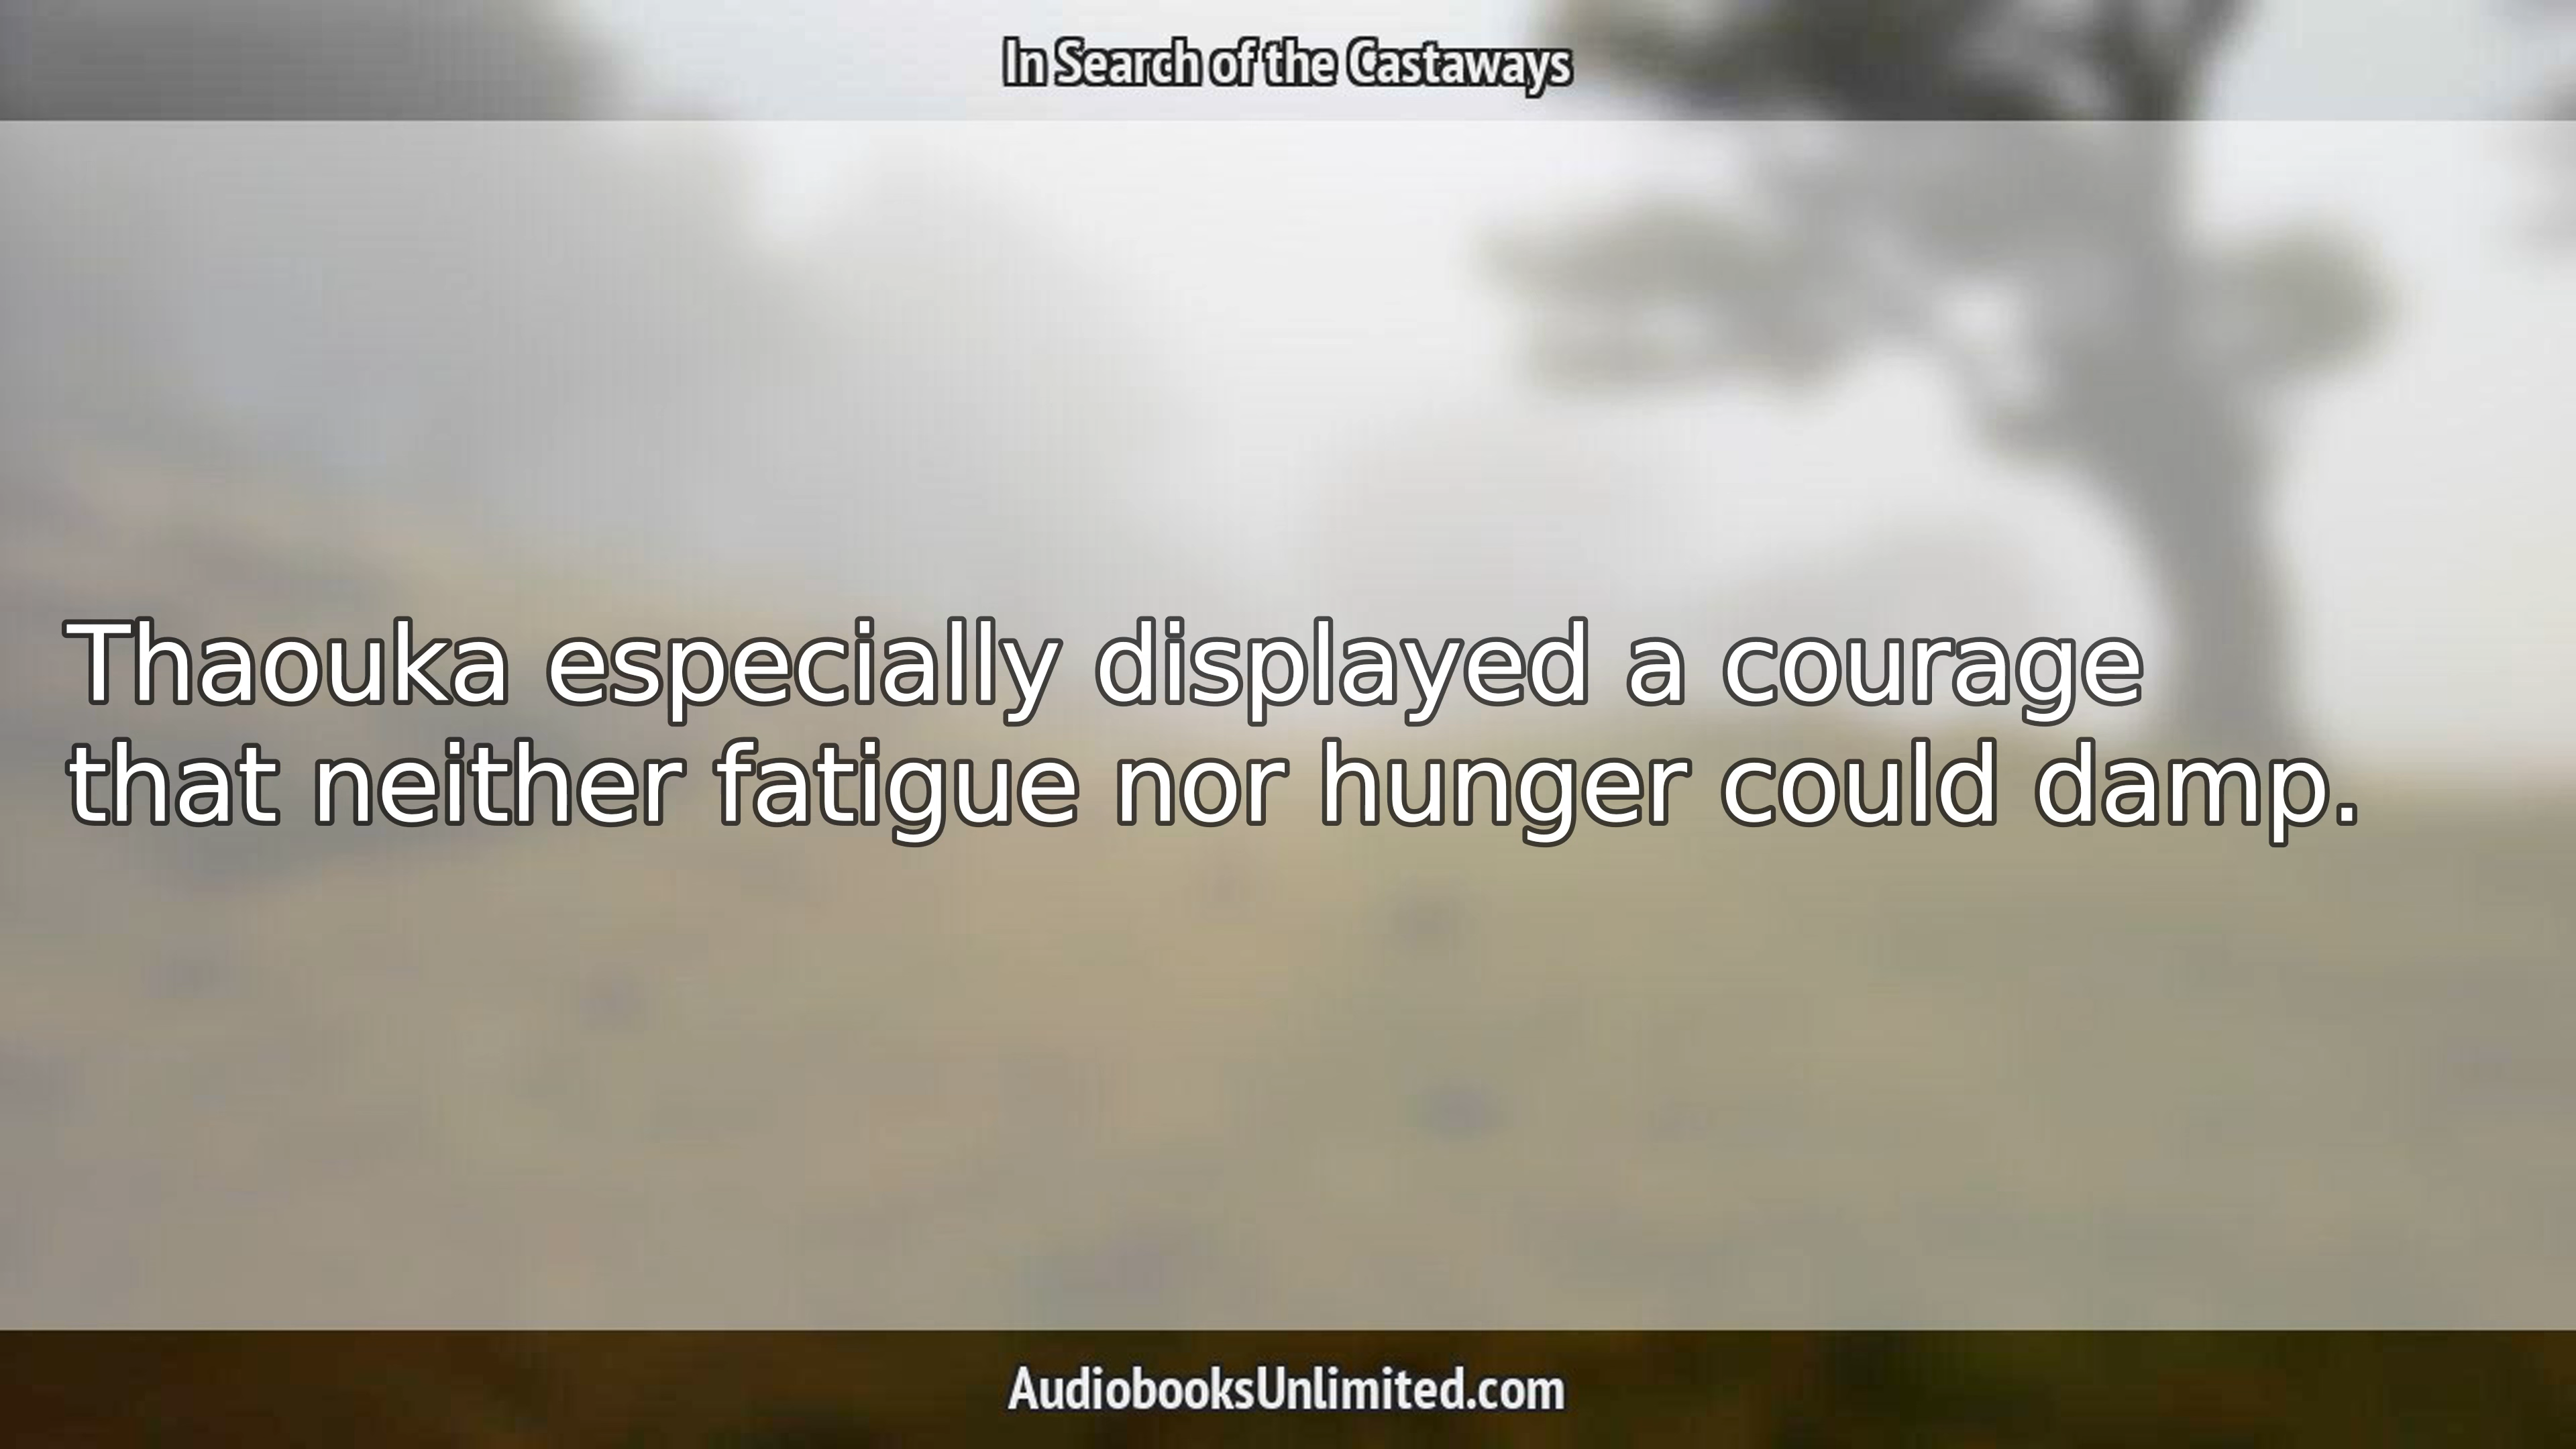 In Search of the Castaways
Thaouka especially displayed a courage
that neither fatigue nor hunger could damp.
AudiobooksUnlimited.com